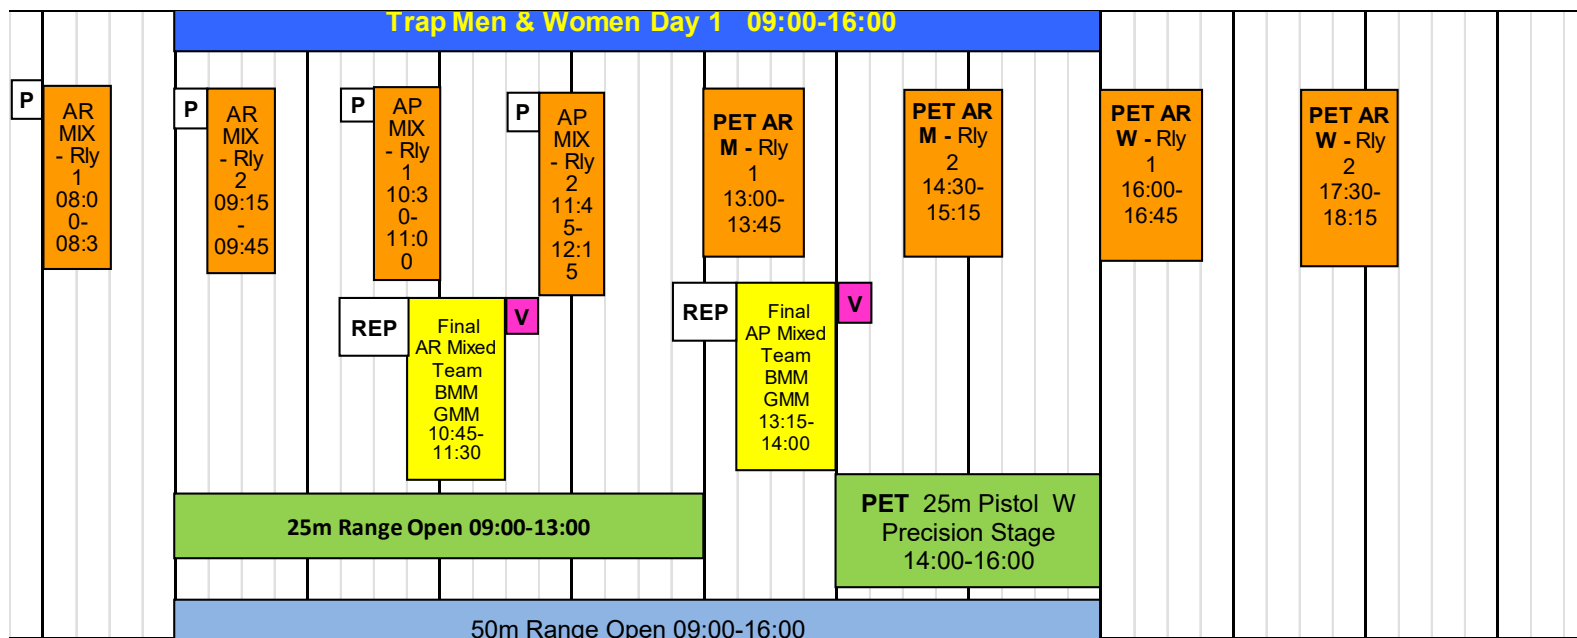 Trap Men & Women Day 1 09:00-16:00
P
AR
MIX
- Rly
1
08:0
0-
08:3
P
AR
MIX
- Rly
2
09:15
-
09:45
P
AP
MIX
- Rly
1
10:3
0-
11:0
0
P
AP
MIX
- Rly
2
11:4
5-
12:1
5
PET AR
M - Rly
1
13:00-
13:45
PET AR
M - Rly
2
14:30-
15:15
PET AR
W - Rly
1
16:00-
16:45
PET AR
W - Rly
2
17:30-
18:15
REP
Final
AR Mixed
Team
BMM
GMM
10:45-
11:30
V
REP
Final
AP Mixed
Team
BMM
GMM
13:15-
14:00
V
25m Range Open 09:00-13:00
PET 25m Pistol W
Precision Stage
14:00-16:00
50m Range Open 09:00-16:00